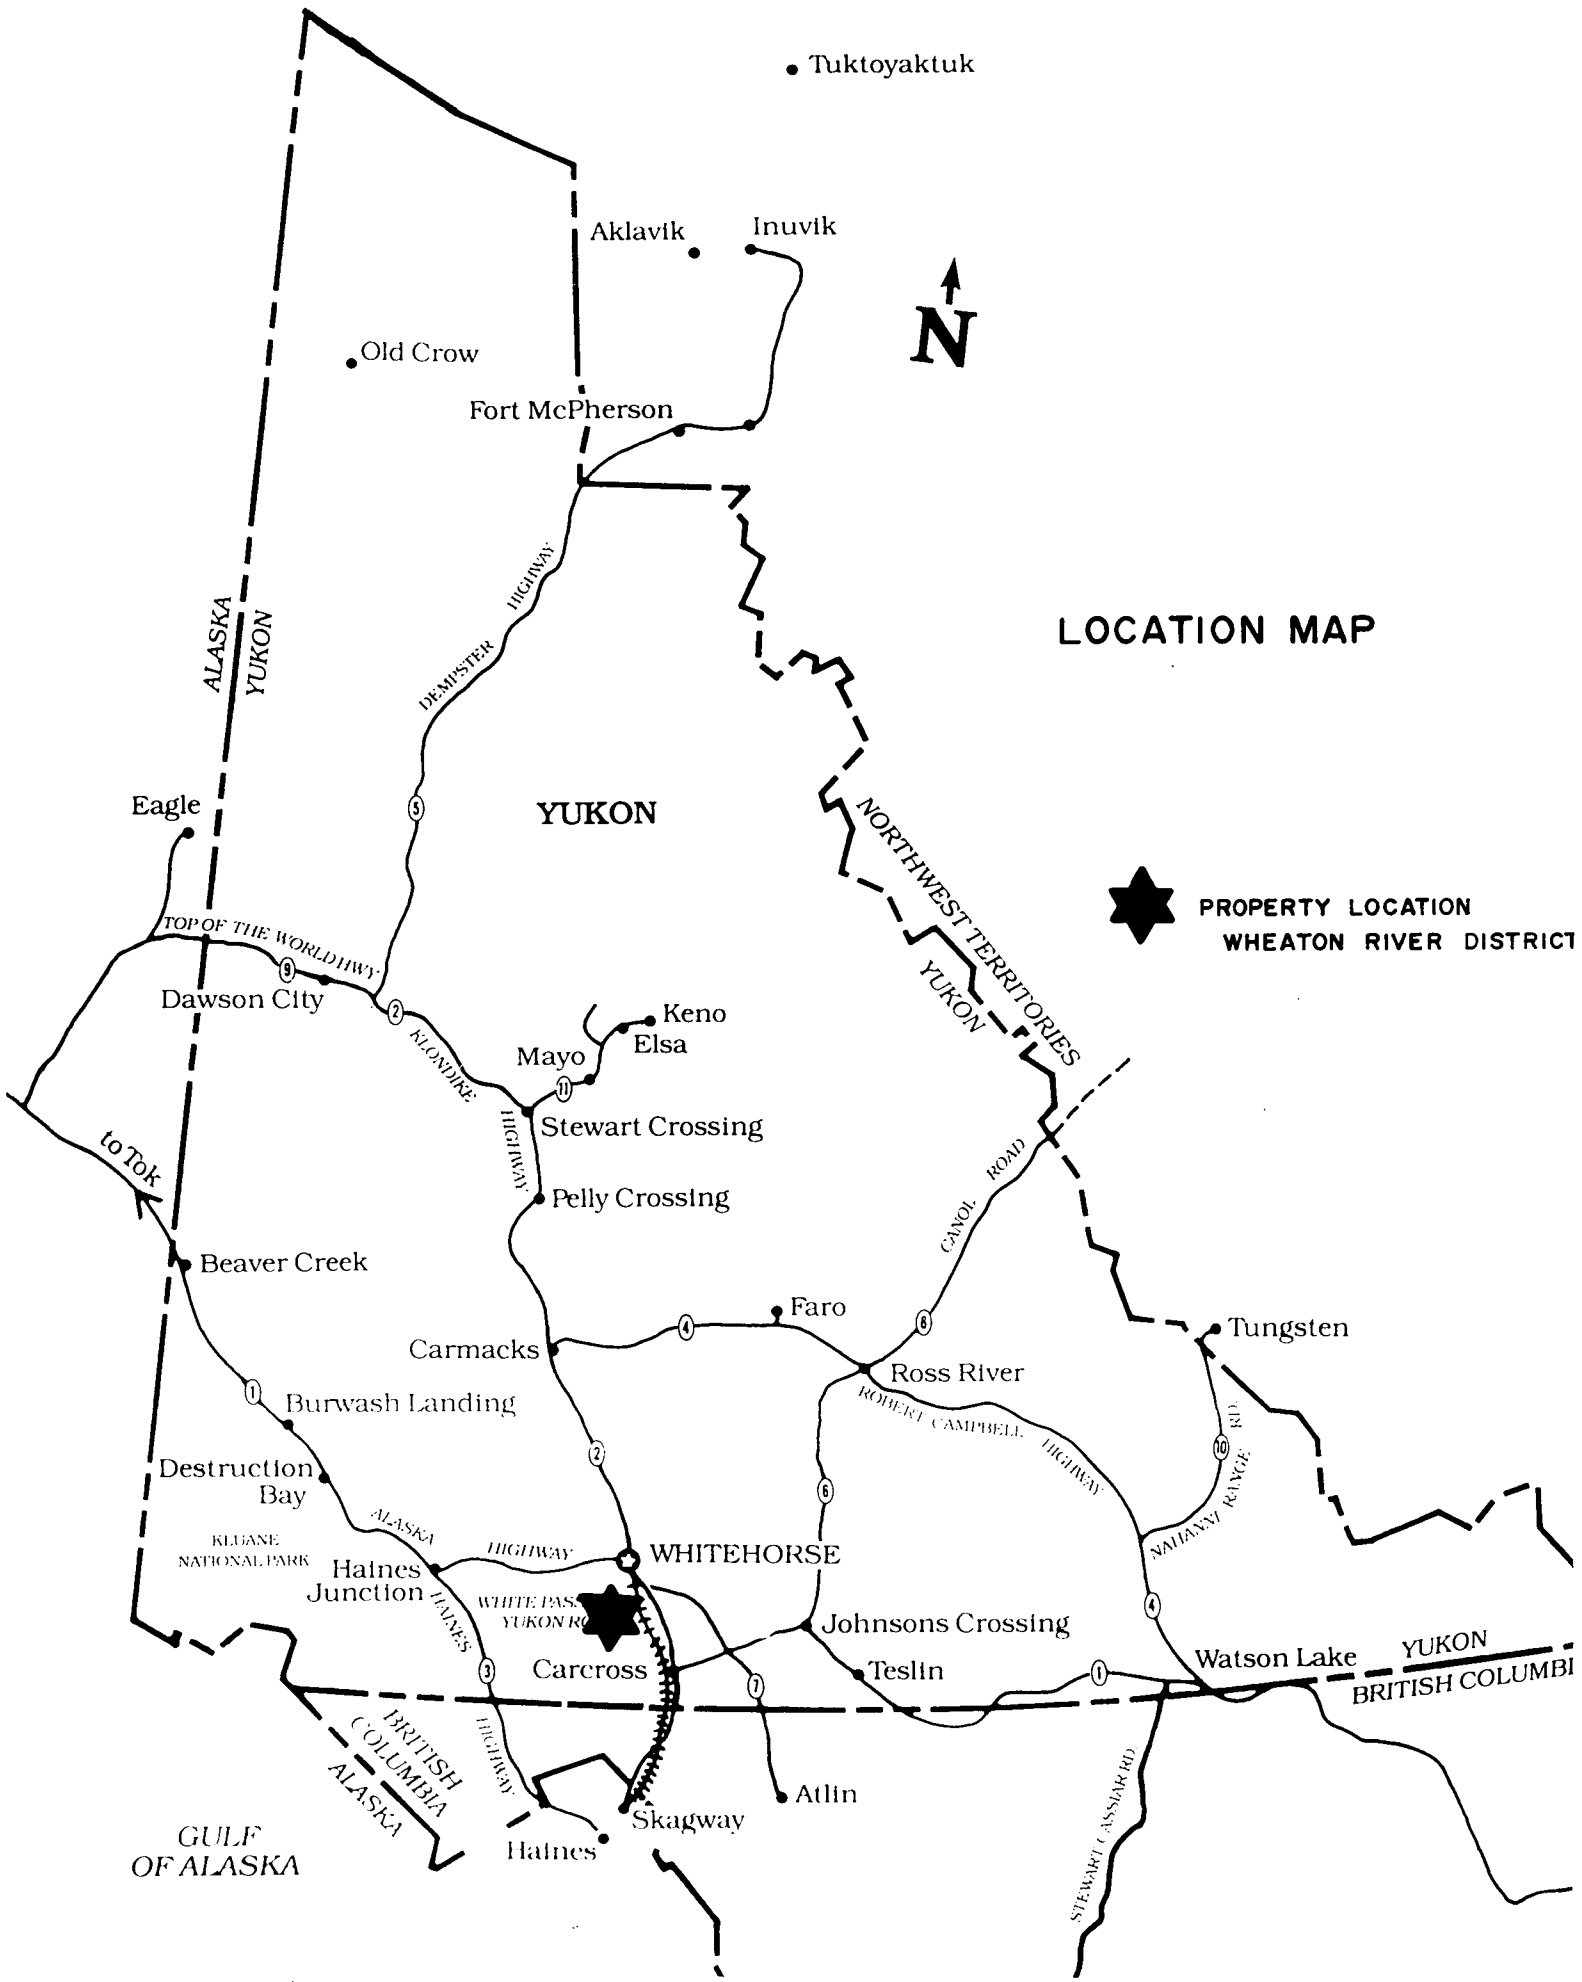 Tuktoyaktuk
Aklavik
Inuvik
N
Old Crow
Fort McPherson
HIGHWAY
DEMPSTER
LOCATION MAP
ALASKA
YUKON
Eagle
5
YUKON
NORTHWEST TERRITORIES
YUKON
PROPERTY LOCATION
WHEATON RIVER DISTRICT
TOP OF THE WORLD HWY
9
Dawson City
2
KLONDIKE
HIGHWAY
Keno
Elsa
Mayo
11
Stewart Crossing
to Tok
Pelly Crossing
CANOL
ROAD
Beaver Creek
Faro
4
Tungsten
Carmacks
Ross River
1
Burwash Landing
ROBERT CAMPBELL
HIGHWAY
10
NAHANNI RANGE RD.
2
Destruction
Bay
6
ALASKA
HIGHWAY
KLUANE
NATIONAL PARK
Haines
Junction
WHITEHORSE
WHITE PASS
YUKON
HAINES
HIGHWAY
3
4
Johnsons Crossing
Carcross
7
Teslin
1
Watson Lake
YUKON
BRITISH COLUMBI
BRITISH
COLUMBIA
ALASKA
STEWART CASSIAR RD.
Atlin
Skagway
Haines
GULF
OF ALASKA